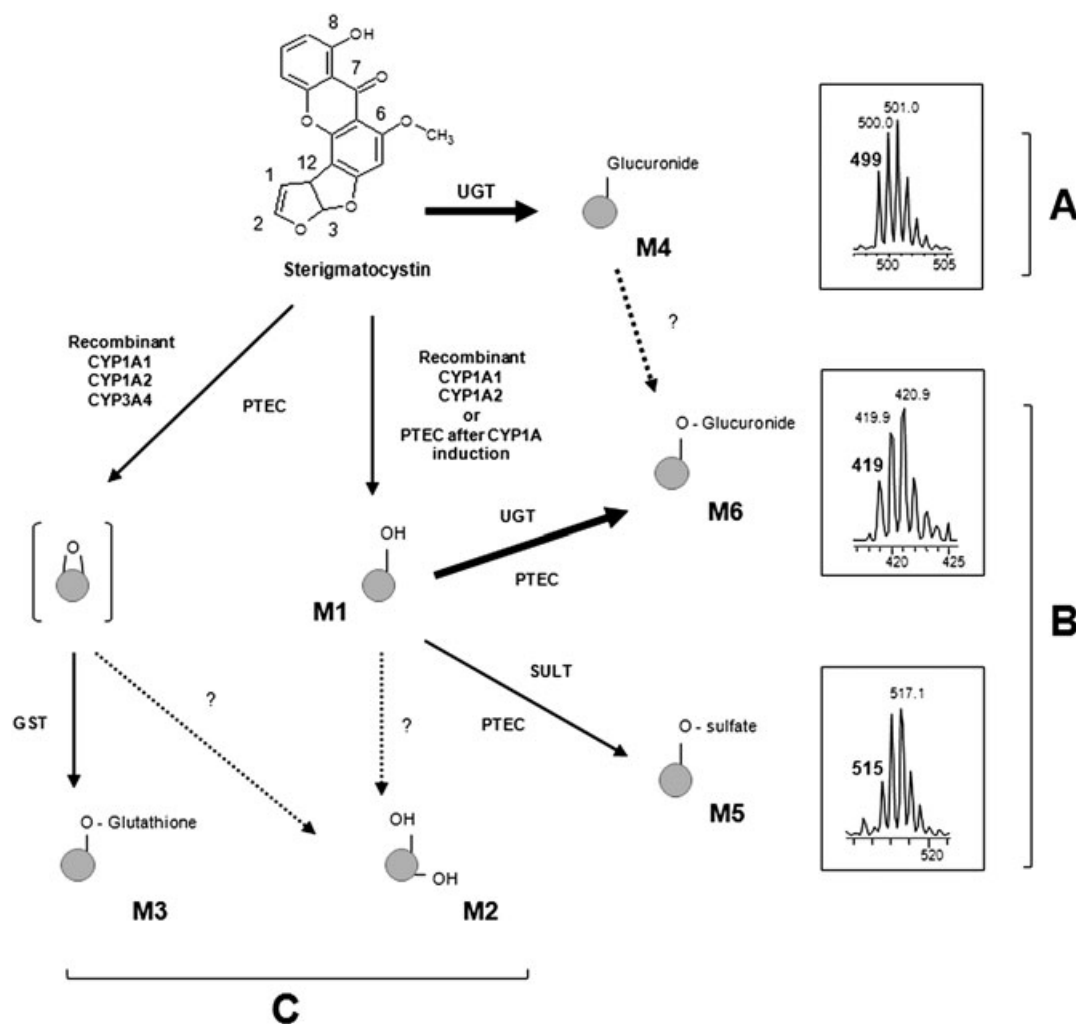 8
OH
7
O
6
O
CH3
O
12
1
2
O
3
O
Sterigmatocystin
UGT
Glucuronide
M4
501.0
500.0
499
500
505
A
?
Recombinant
CYP1A1
CYP1A2
CYP3A4
PTEC
Recombinant
CYP1A1
CYP1A2
or
PTEC after CYP1A
induction
O - Glucuronide
M6
420.9
419.9
419
420
425
UGT
PTEC
O
OH
M1
B
SULT
PTEC
O - sulfate
M5
517.1
515
520
GST
?
?
O - Glutathione
M3
OH
OH
M2
C